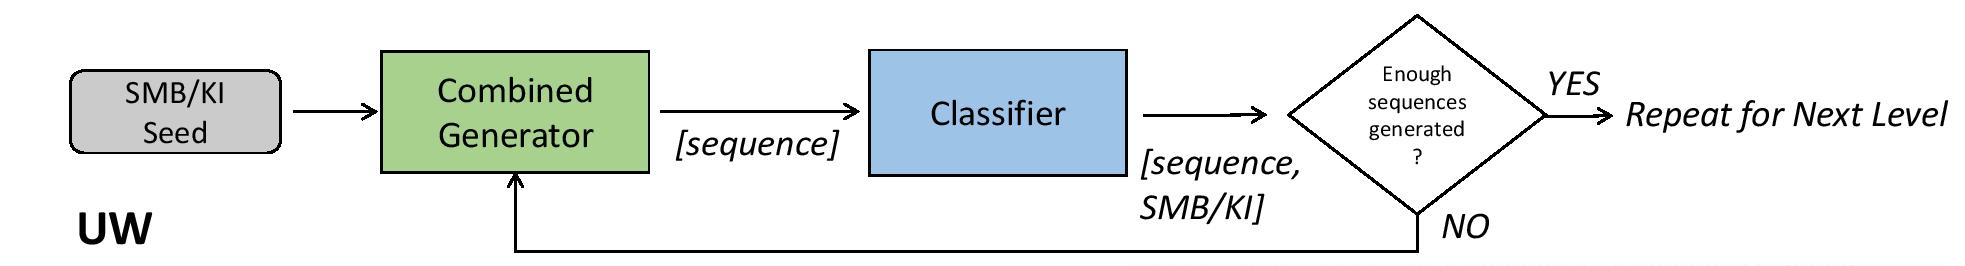 SMB/KI
Seed
Combined
Generator
[sequence]
Classifier
[sequence,
SMB/KI]
Enough
sequences
generated
?
YES
Repeat for Next Level
NO
UW